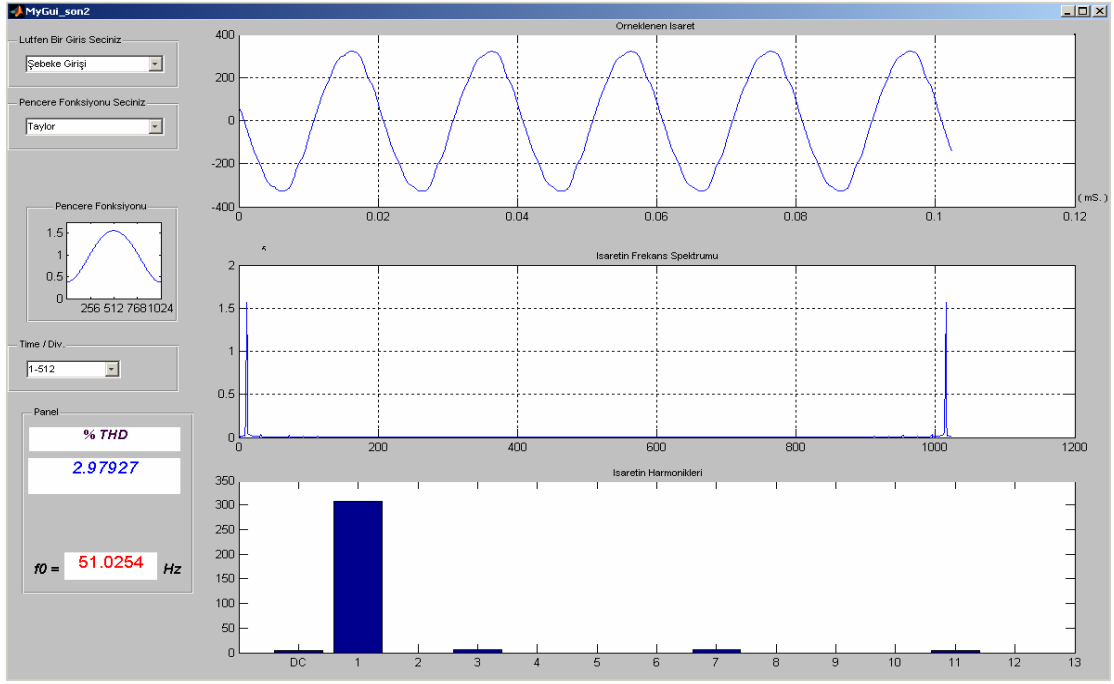 MyGui_son2
Lutfen Bir Giris Seciniz
Şebeke Girişi
Pencere Fonksiyonu Seciniz
Taylor
Pencere Fonksiyonu
1.5
1
0.5
0
256 512 768 1024
Time / Div.
1-512
Panel
% THD
2.97927
f0 = 51.0254 Hz
Orneklenen Isaret
400
200
0
-200
-400
0 0.02 0.04 0.06 0.08 0.1 0.12
( mS. )
Isaretin Frekans Spektrumu
2
1.5
1
0.5
0
0 200 400 600 800 1000 1200
Isaretin Harmonikleri
350
300
250
200
150
100
50
0
DC 1 2 3 4 5 6 7 8 9 10 11 12 13